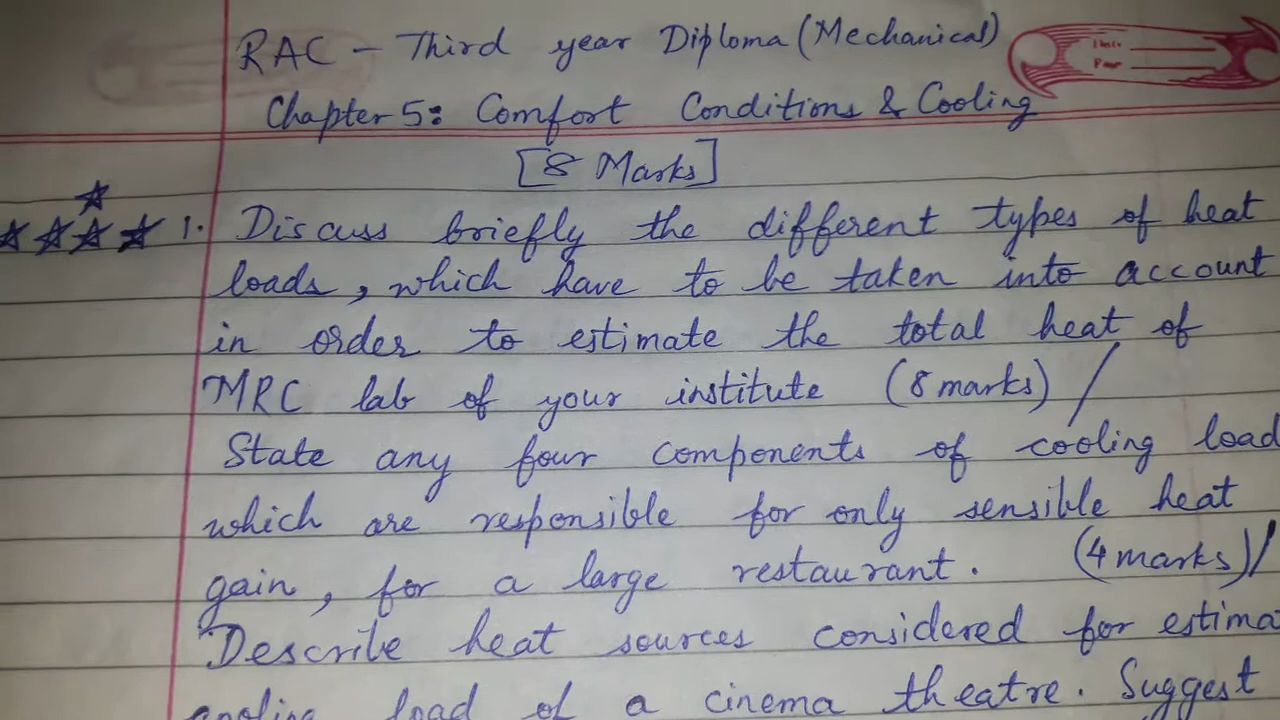 RAC - Third year Diploma (Mechanical)
Date
Page
Chapter 5: Comfort Conditions & Cooling
[8 Marks]
1. Discuss briefly the different types of heat
loads, which have to be taken into account
in order to estimate the total heat of
MRC lab of your institute (8 marks) /
State any four components of cooling load
which are responsible for only sensible heat
gain, for a large restaurant. (4 marks)/
Describe heat sources considered for estima
cooling load of a cinema theatre. Suggest